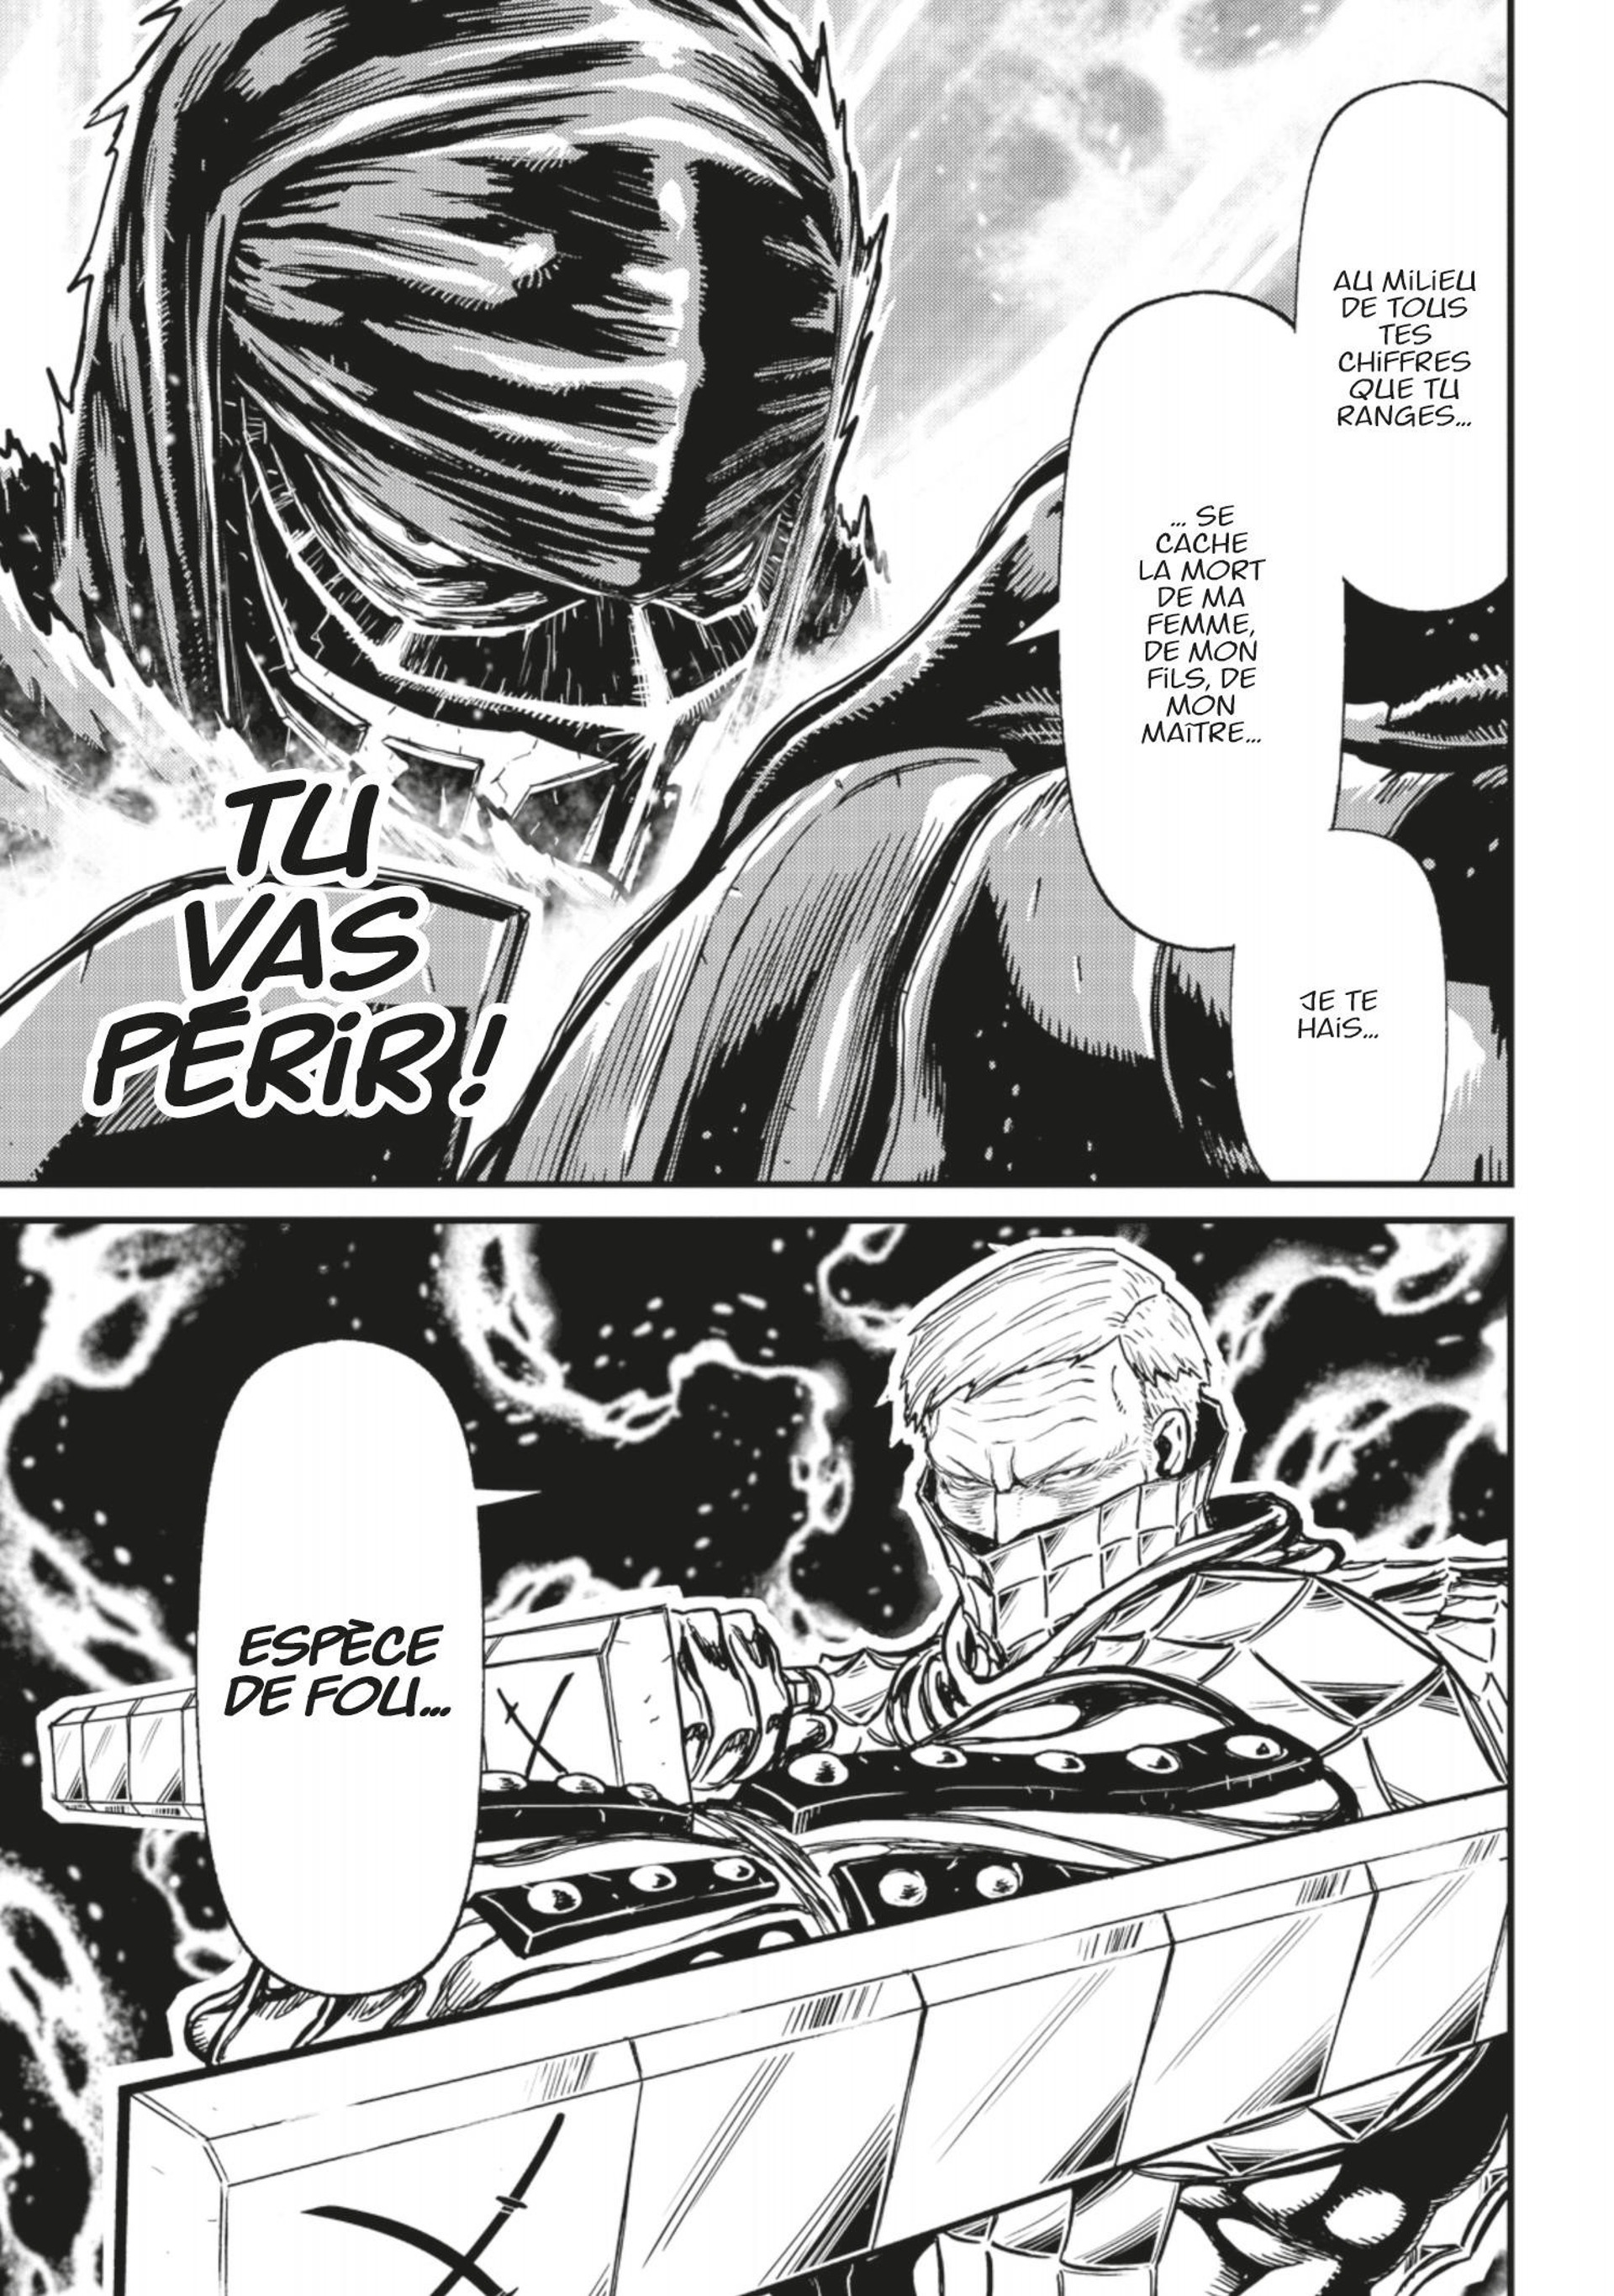 AU MiLiEU
DE TOUS
TES
CHiFFRES
QUE TU
RANGES...
... SE
CACHE
LA MORT
DE MA
FEMME,
DE MON
FiLS, DE
MON
MAîTRE...
JE TE
HAiS...
TU
VAS
PÉRiR !
ESPÈCE
DE FOU...